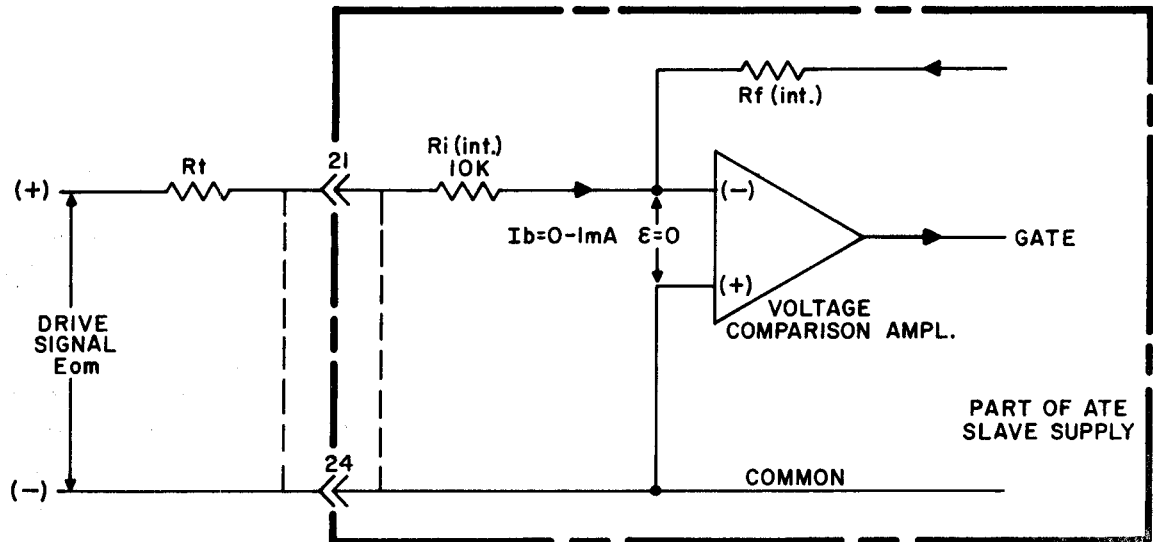 Rf (int.)
Rt
21
Ri (int.)
10K
(+)
(−)
Ib=0-1mA
ε=0
GATE
(+)
VOLTAGE
COMPARISON AMPL.
DRIVE
SIGNAL
Eom
PART OF ATE
SLAVE SUPPLY
24
COMMON
(−)